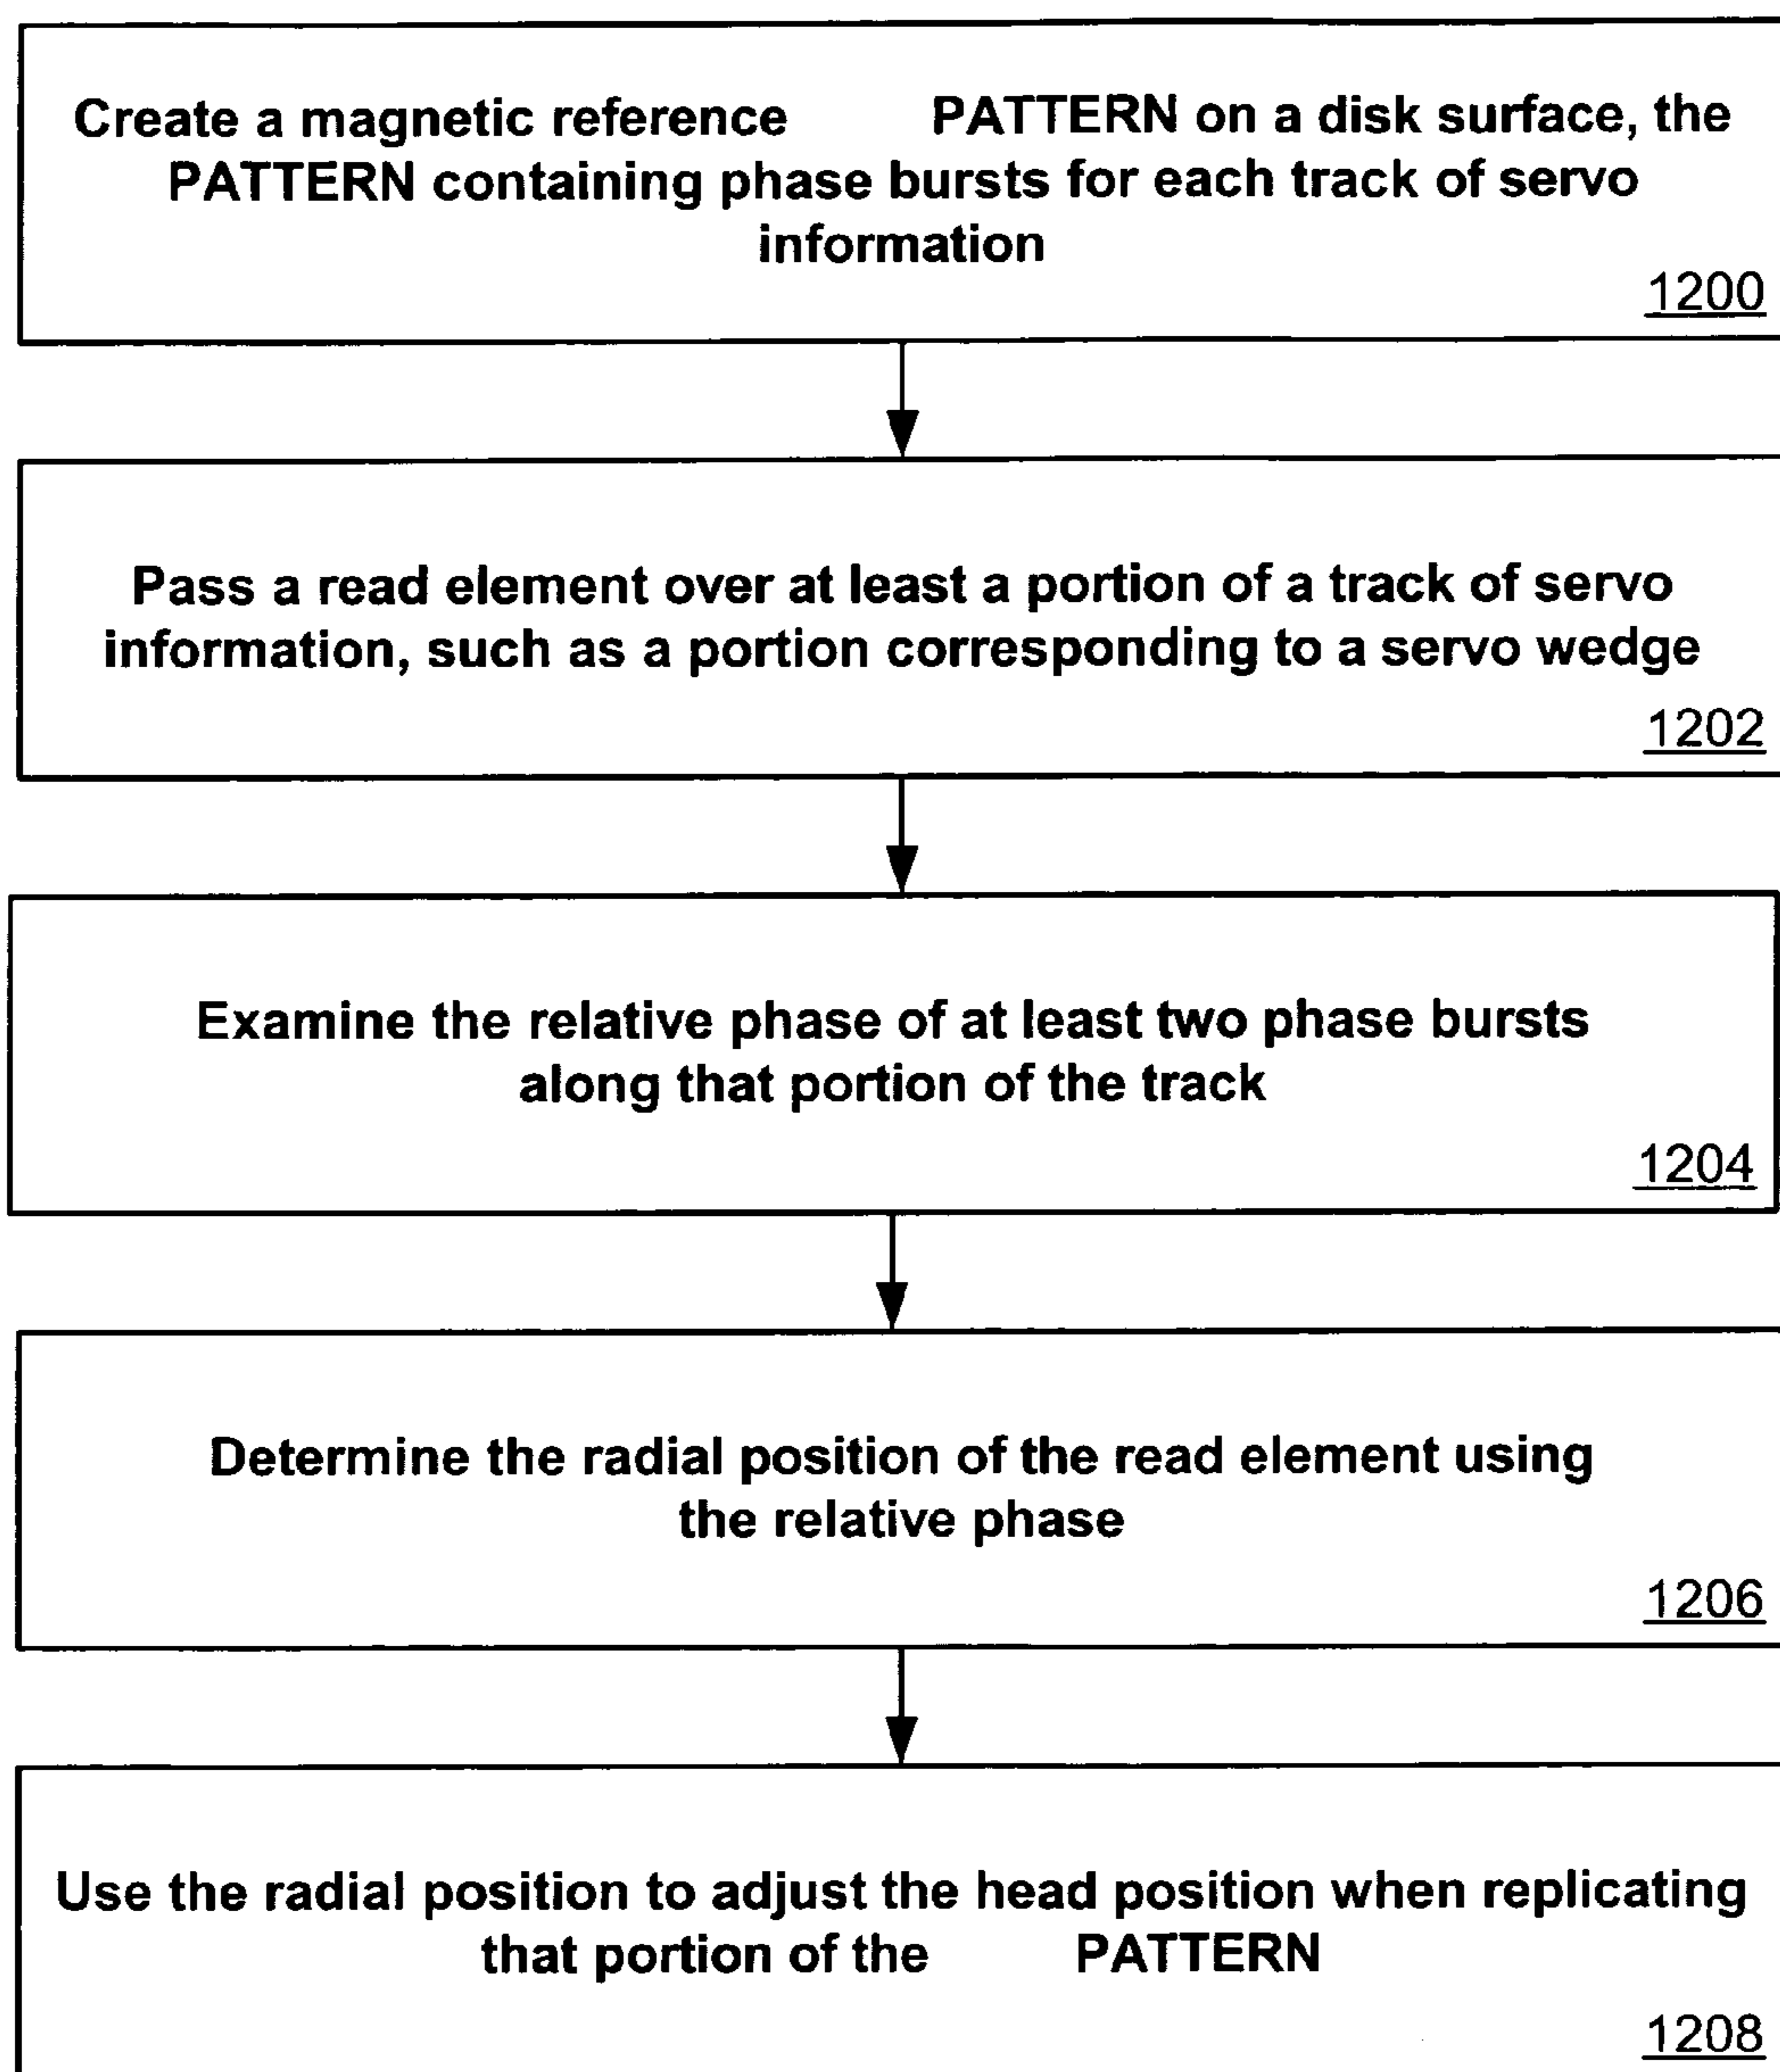 Create a magnetic reference PATTERN on a disk surface, the
PATTERN containing phase bursts for each track of servo
information
1200
Pass a read element over at least a portion of a track of servo
information, such as a portion corresponding to a servo wedge
1202
Examine the relative phase of at least two phase bursts
along that portion of the track
1204
Determine the radial position of the read element using
the relative phase
1206
Use the radial position to adjust the head position when replicating
that portion of the PATTERN
1208